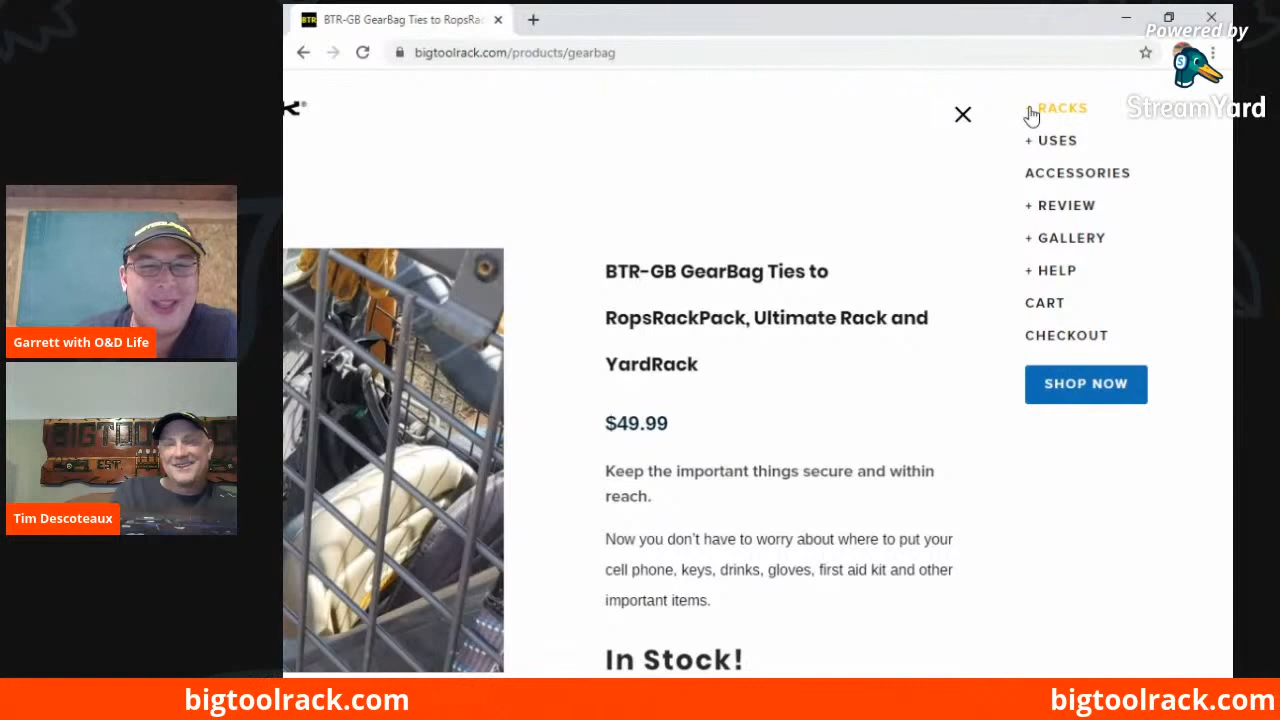 BTR
BTR-GB GearBag Ties to RopsRa
bigtoolrack.com/products/gearbag
Powered by
StreamYard
RACKS
+ USES
ACCESSORIES
+ REVIEW
+ GALLERY
+ HELP
CART
CHECKOUT
SHOP NOW
BTR-GB GearBag Ties to
RopsRackPack, Ultimate Rack and
YardRack
$49.99
Keep the important things secure and within
reach.
Now you don't have to worry about where to put your
cell phone, keys, drinks, gloves, first aid kit and other
important items.
In Stock!
Garrett with O&D Life
BIGTOOLRACK
EST.
Tim Descoteaux
bigtoolrack.com
bigtoolrack.com